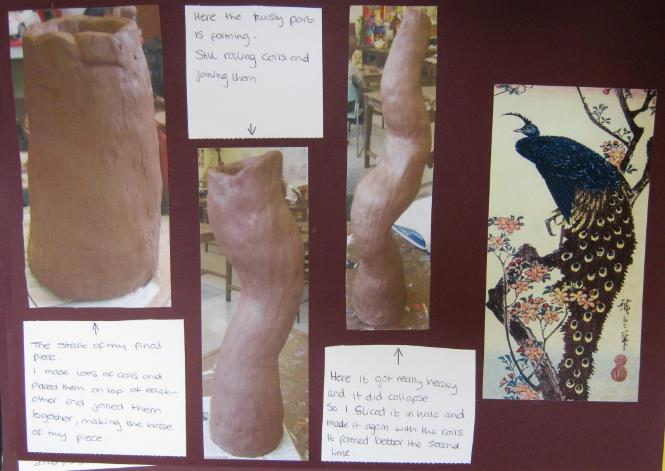 Here the twisty part
is forming.
Still rolling coils and
joining them
The start of my final
piece.
I made lots of coils and
placed them on top of each-
other and joined them
together, making the base
of my piece.
Here it got really heavy
and it did collapse.
So I sliced it in half and
made it again with the coils.
It formed better the second
time.